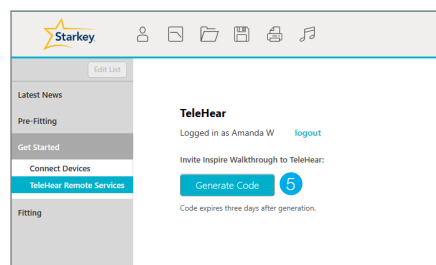 Starkey
Edit List
Latest News
Pre-Fitting
Get Started
Connect Devices
TeleHear Remote Services
Fitting
TeleHear
Logged in as Amanda W logout
Invite Inspire Walkthrough to TeleHear:
Generate Code 5
Code expires three days after generation.